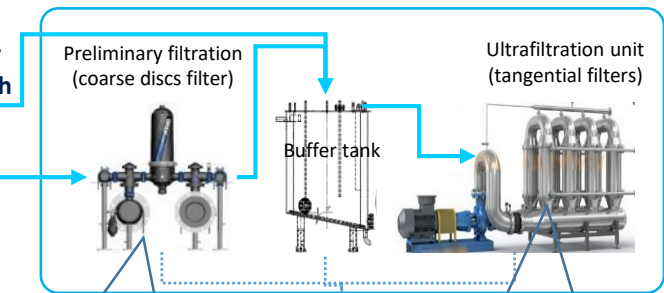 Preliminary filtration
(coarse discs filter)
Ultrafiltration unit
(tangential filters)
Buffer tank
h